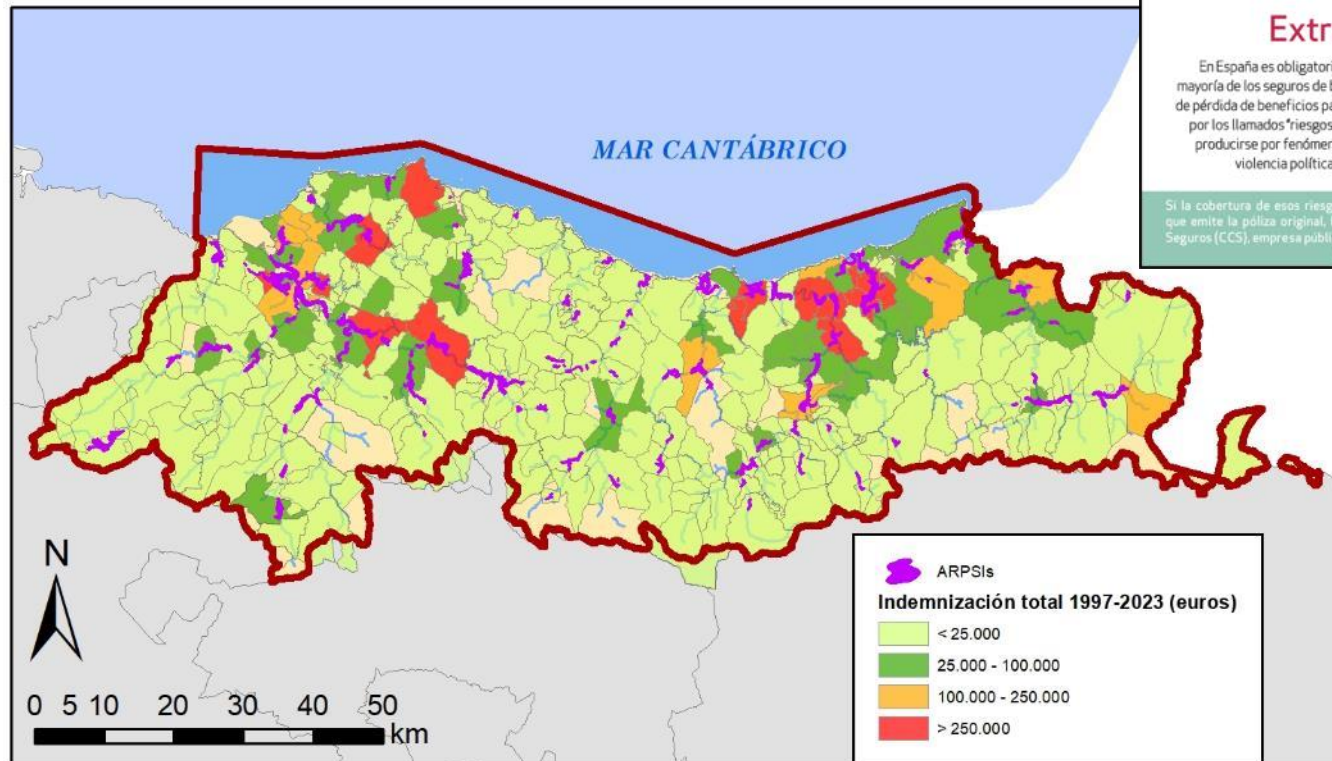 Extr
En España es obligatori
mayoría de los seguros de b
de pérdida de beneficios pa
por los llamados "riesgos
producirse por fenómen
violencia política
Si la cobertura de esos riesg
que emite la póliza original,
Seguros (CCS), empresa públi
MAR CANTÁBRICO
N
0 5 10 20 30 40 50
km
ARPSIs
Indemnización total 1997-2023 (euros)
< 25.000
25.000 - 100.000
100.000 - 250.000
> 250.000